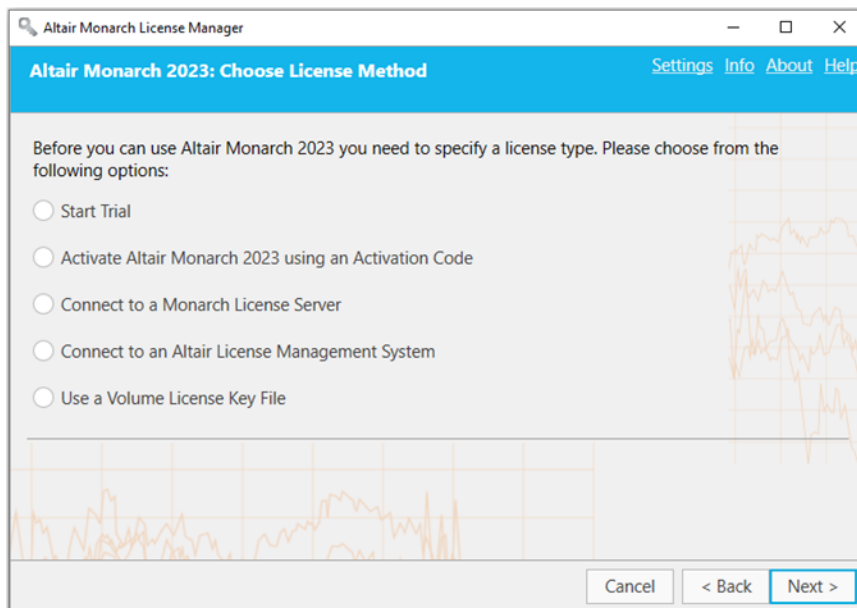 Altair Monarch License Manager
Altair Monarch 2023: Choose License Method
Settings Info About Help
Before you can use Altair Monarch 2023 you need to specify a license type. Please choose from the
following options:
Start Trial
Activate Altair Monarch 2023 using an Activation Code
Connect to a Monarch License Server
Connect to an Altair License Management System
Use a Volume License Key File
Cancel
< Back
Next >